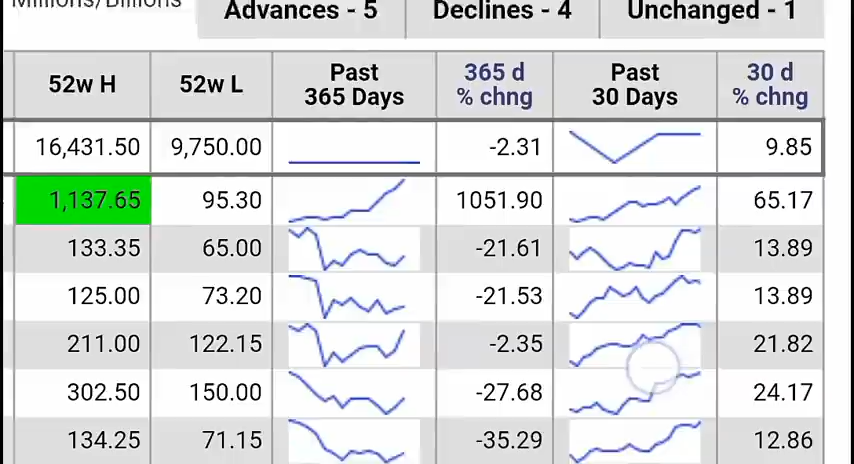 Millions/Billions
Advances - 5 Declines - 4 Unchanged - 1
52w H 52w L Past 365 Days 365 d % chng Past 30 Days 30 d % chng
16,431.50 9,750.00 -2.31 9.85
1,137.65 95.30 1051.90 65.17
133.35 65.00 -21.61 13.89
125.00 73.20 -21.53 13.89
211.00 122.15 -2.35 21.82
302.50 150.00 -27.68 24.17
134.25 71.15 -35.29 12.86